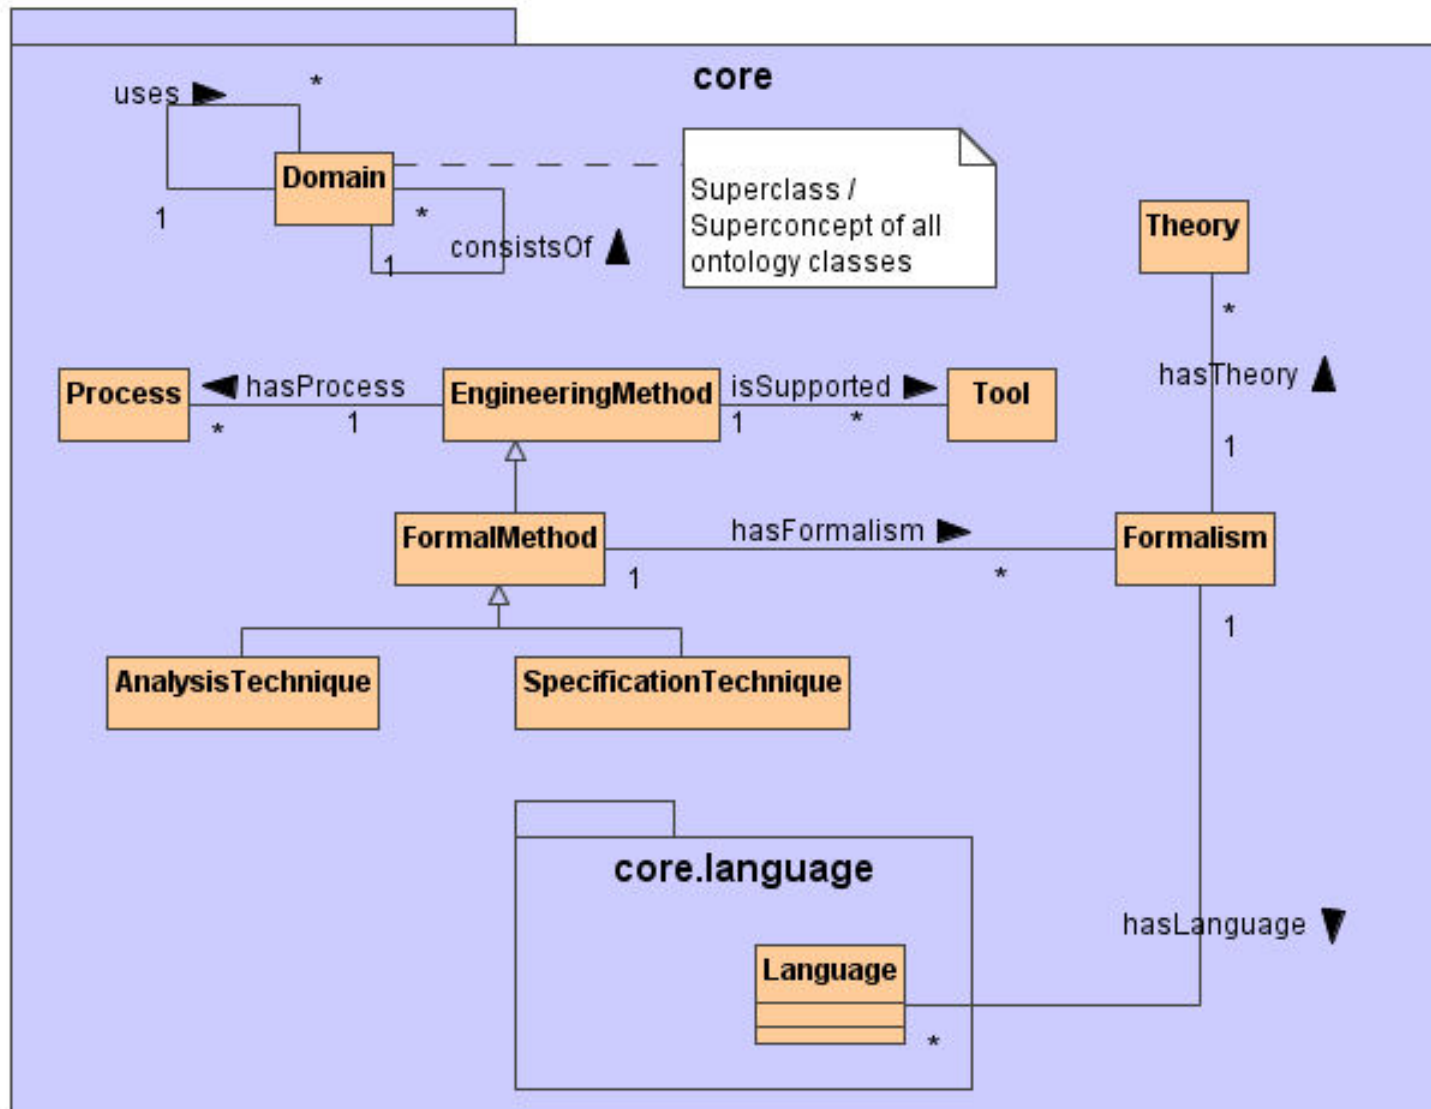 core
uses
*
Domain
1
*
consistsOf
1
Superclass /
Superconcept of all
ontology classes
Theory
*
hasTheory
1
Process
hasProcess
*
1
EngineeringMethod
isSupported
1
*
Tool
FormalMethod
hasFormalism
1
*
Formalism
1
AnalysisTechnique
SpecificationTechnique
core.language
hasLanguage
Language
*